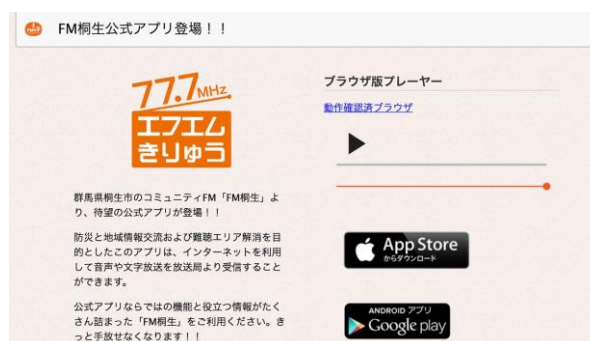 FM桐生公式アプリ登場！！
77.7MHz
エフエム
きりゅう
群馬県桐生市のコミュニティFM「FM桐生」よ
り、待望の公式アプリが登場！！
防災と地域情報交流および難聴エリア解消を目
的としたこのアプリは、インターネットを利用
して音声や文字放送を放送局より受信すること
ができます。
公式アプリならではの機能と役立つ情報がたく
さん詰まった「FM桐生」をご利用ください。き
っと手放せなくなります！！
ブラウザ版プレーヤー
動作確認済ブラウザ
App Store
からダウンロード
ANDROID アプリ
Google play